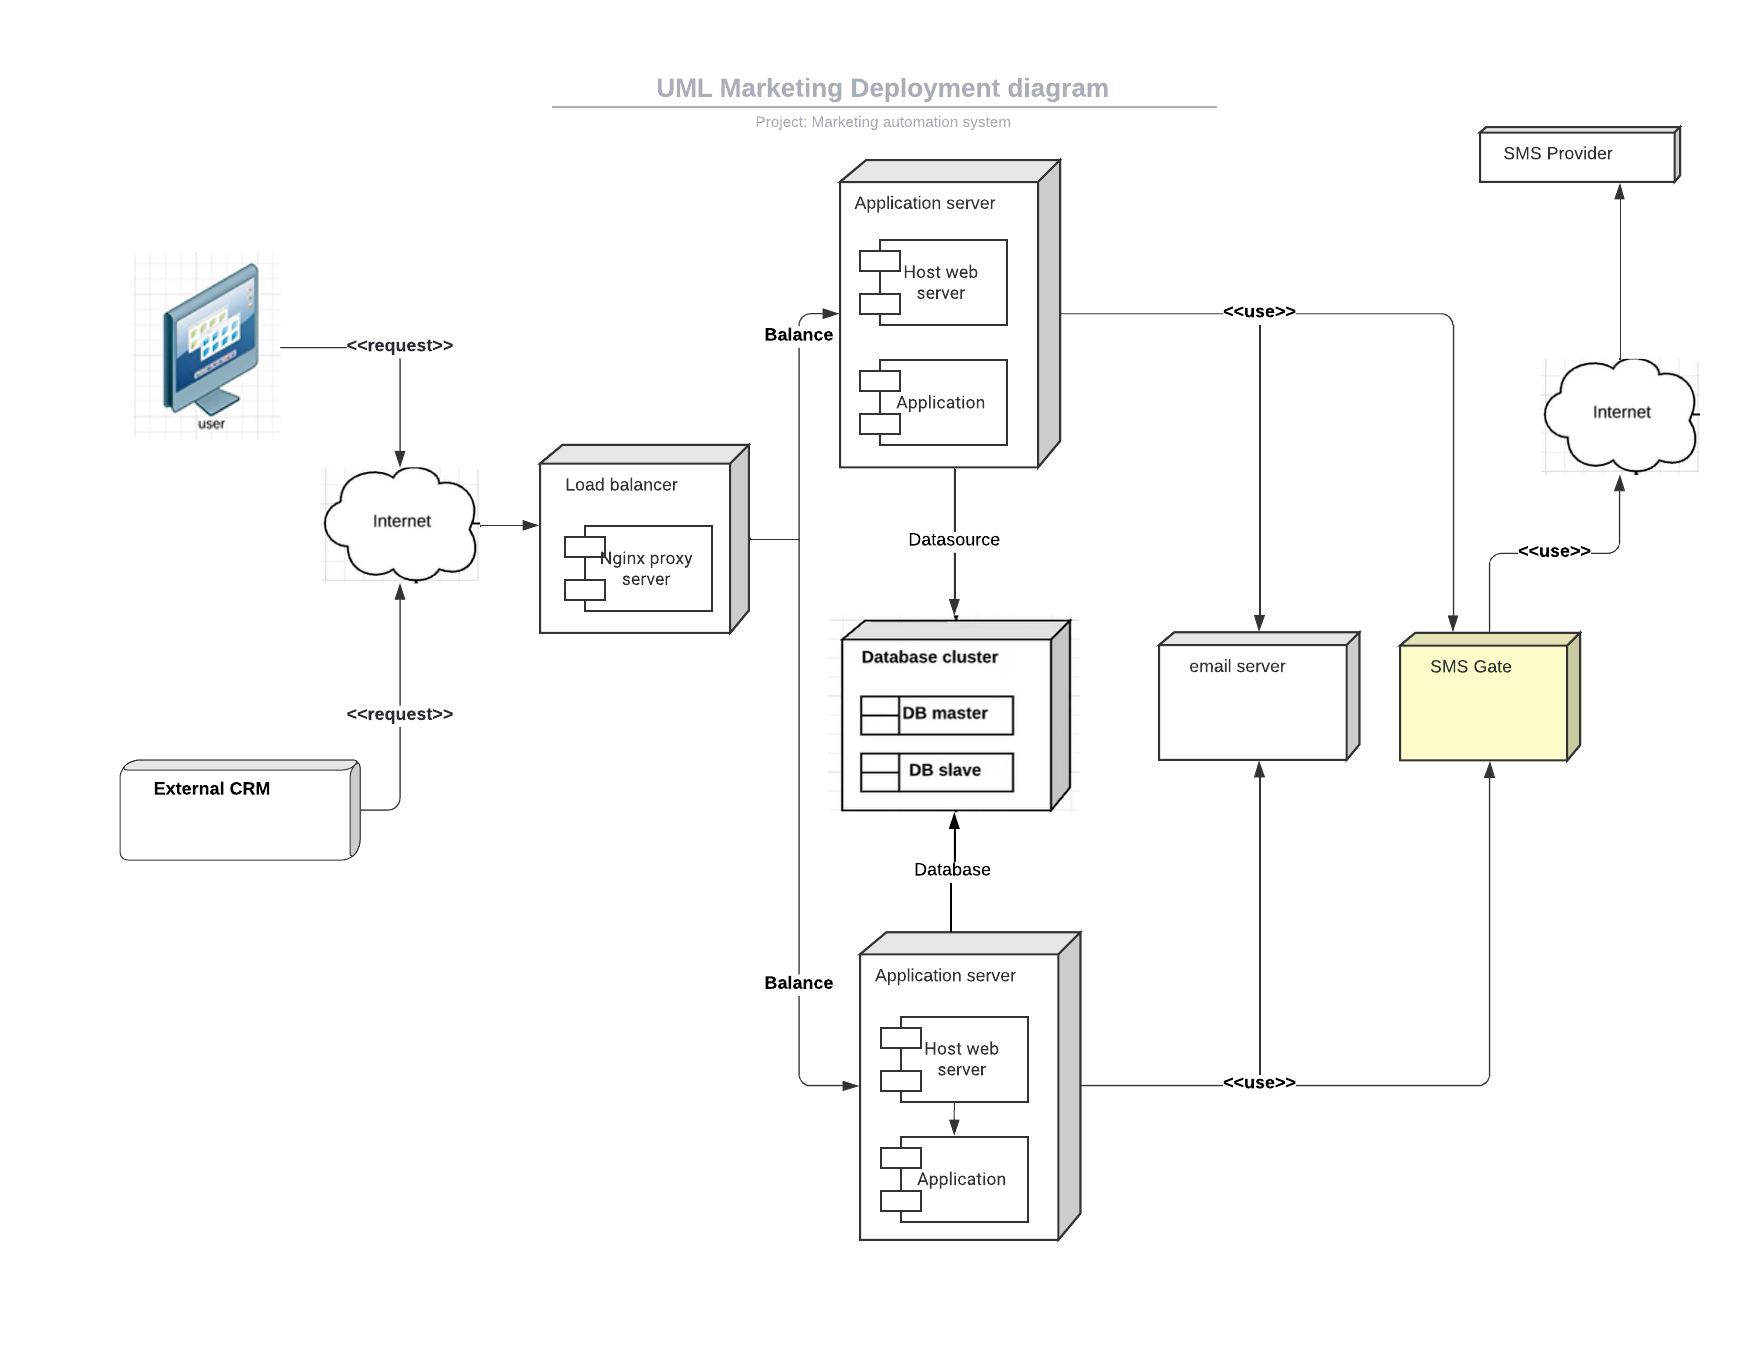 UML Marketing Deployment diagram
Project: Marketing automation system
SMS Provider
Application server
Host web
server
Application
Balance
<<use>>
<<request>>
user
Internet
Internet
Load balancer
Nginx proxy
server
Datasource
<<use>>
Database cluster
DB master
DB slave
email server
SMS Gate
<<request>>
External CRM
Database
Balance
Application server
Host web
server
Application
<<use>>